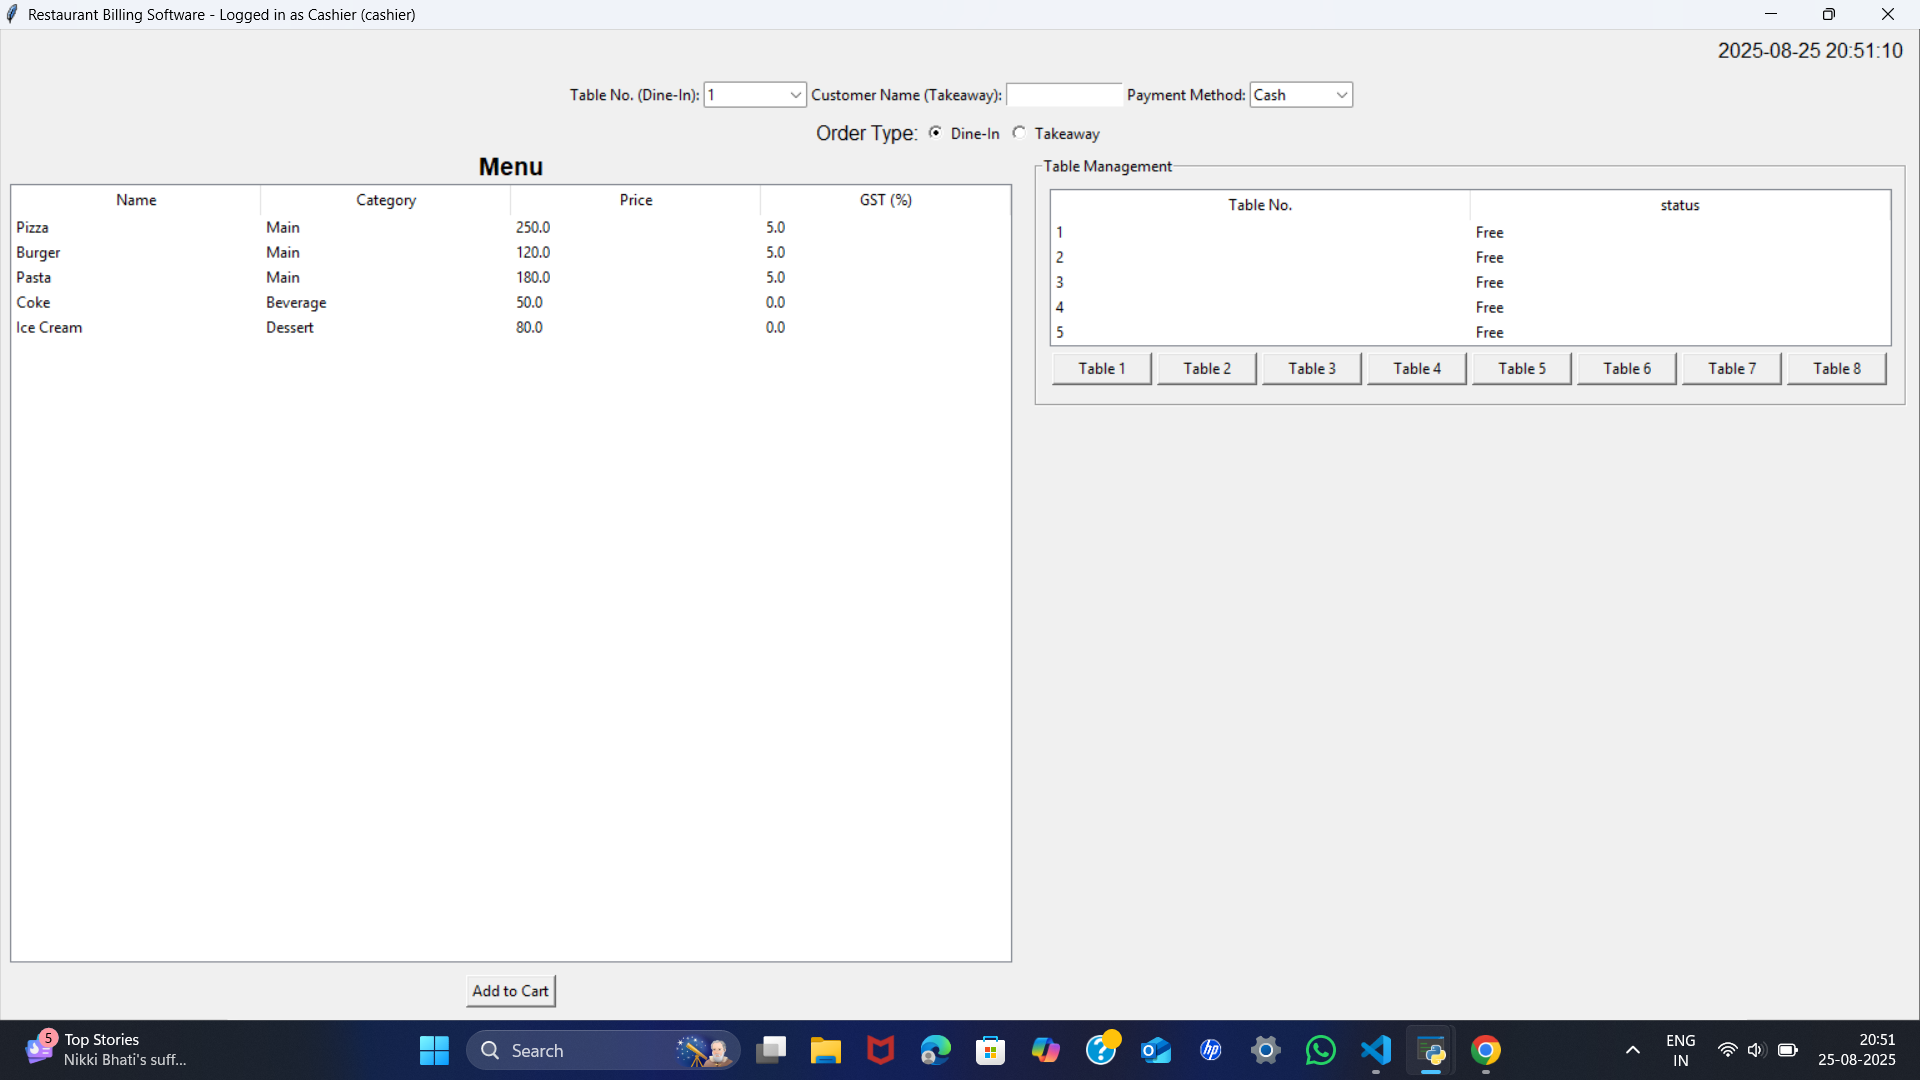 Restaurant Billing Software - Logged in as Cashier (cashier)
2025-08-25 20:51:10
Table No. (Dine-In): 1 Customer Name (Takeaway): Payment Method: Cash
Order Type: Dine-In Takeaway
Menu
Name Category Price GST (%)
Pizza Main 250.0 5.0
Burger Main 120.0 5.0
Pasta Main 180.0 5.0
Coke Beverage 50.0 0.0
Ice Cream Dessert 80.0 0.0
Add to Cart
Table Management
Table No. status
1 Free
2 Free
3 Free
4 Free
5 Free
Table 1 Table 2 Table 3 Table 4 Table 5 Table 6 Table 7 Table 8
5
Top Stories
Nikki Bhati's suff...
Search
hp
ENG
IN
20:51
25-08-2025